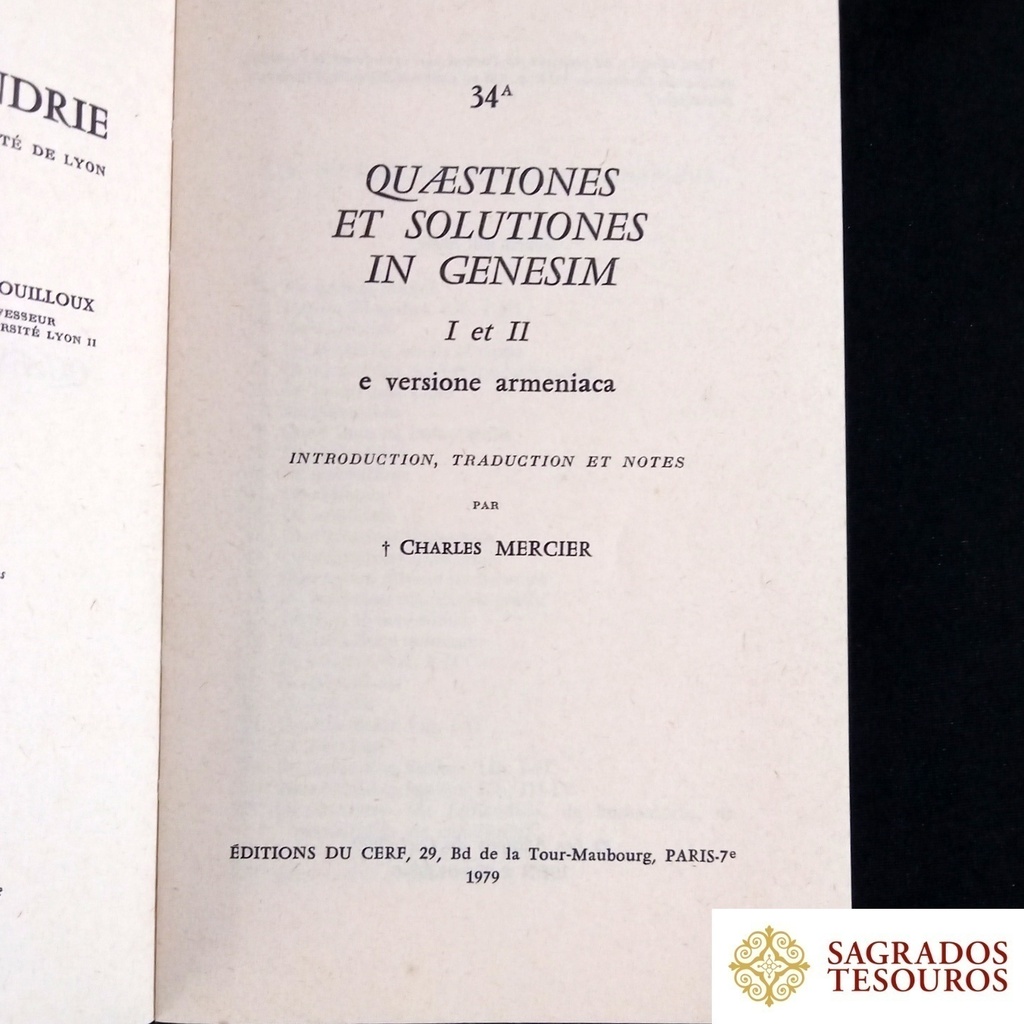 NDRIE
TÉ DE LYON
OUILLOUX
ESSEUR
RSITÉ LYON II
34A
QUÆSTIONES
ET SOLUTIONES
IN GENESIM
I et II
e versione armeniaca
INTRODUCTION, TRADUCTION ET NOTES
PAR
† CHARLES MERCIER
ÉDITIONS DU CERF, 29, Bd de la Tour-Maubourg, PARIS-7e
1979
SAGRADOS
TESOUROS